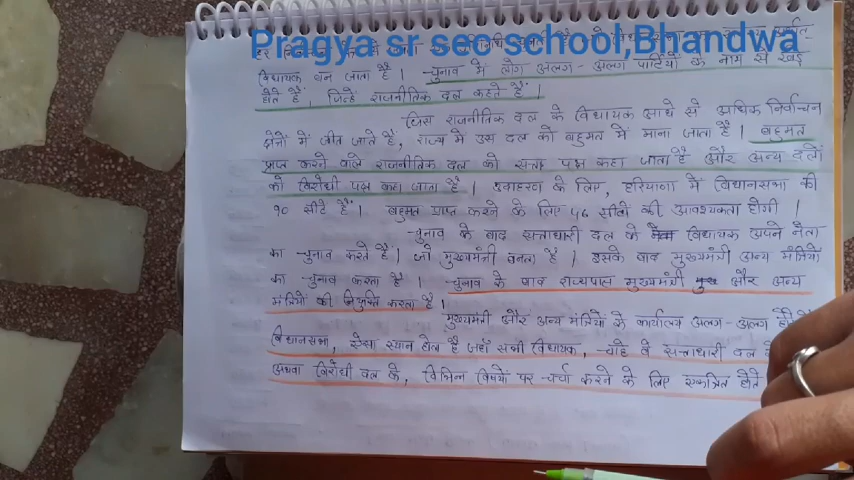 Pragya sr sec school,Bhandwa
हर
विधायक बन जाता है । चुनाव में लोग अलग - अलग पार्टियों के नाम से खड़े
होते हैं, जिन्हें राजनीतिक दल कहते हैं ।
जिस राजनीतिक दल के विधायक आधे से अधिक निर्वाचन
क्षेत्रों में जीत जाते हैं, राज्य में उस दल को बहुमत में माना जाता है । बहुमत
प्राप्त करने वाले राजनीतिक दल को सत्ता पक्ष कहा जाता है और अन्य दलों
को विरोधी पक्ष कहा जाता है । उदाहरण के लिए, हरियाणा में विधानसभा की
90 सीटें हैं । बहुमत प्राप्त करने के लिए 46 सीटों की आवश्यकता होगी ।
चुनाव के बाद सत्ताधारी दल के विधायक अपने नेता
का चुनाव करते हैं । जो मुख्यमंत्री बनता है । इसके बाद मुख्यमंत्री अन्य मंत्रियों
का चुनाव करता है । चुनाव के बाद राज्यपाल मुख्यमंत्री और अन्य
मंत्रियों की नियुक्ति करता है ।
मुख्यमंत्री और अन्य मंत्रियों के कार्यालय अलग-अलग
विधानसभा, ऐसा स्थान होता है जहाँ सभी विधायक, चाहे वे सत्ताधारी दल
अथवा विरोधी दल के, विभिन्न विषयों पर चर्चा करने के लिए एकत्रित होते